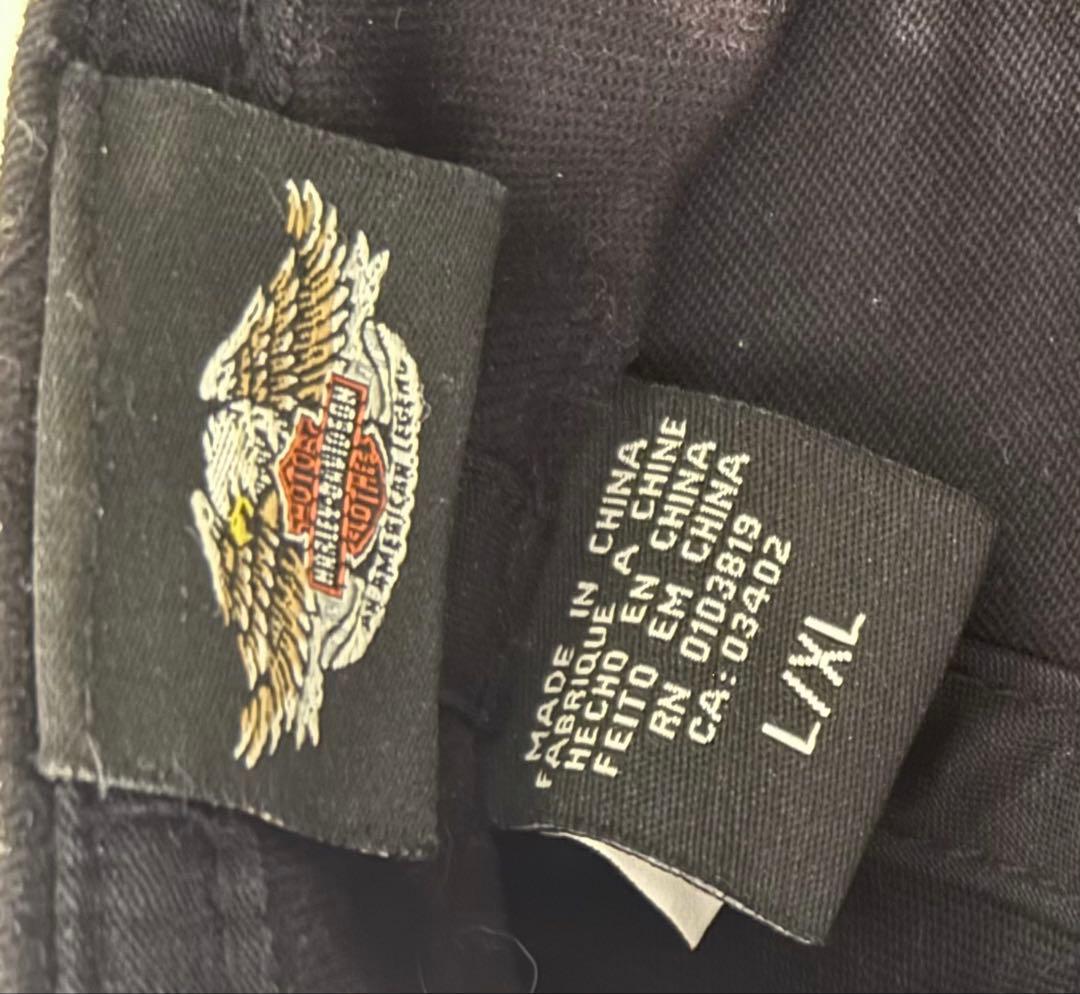 MOTOR
HARLEY-DAVIDSON
CLOTHES
AN AMERICAN LEGEND
MADE IN CHINA
FABRIQUE A CHINE
HECHO EN CHINA
FEITO EM CHINA
RN 0103819
CA: 03402
L/XL